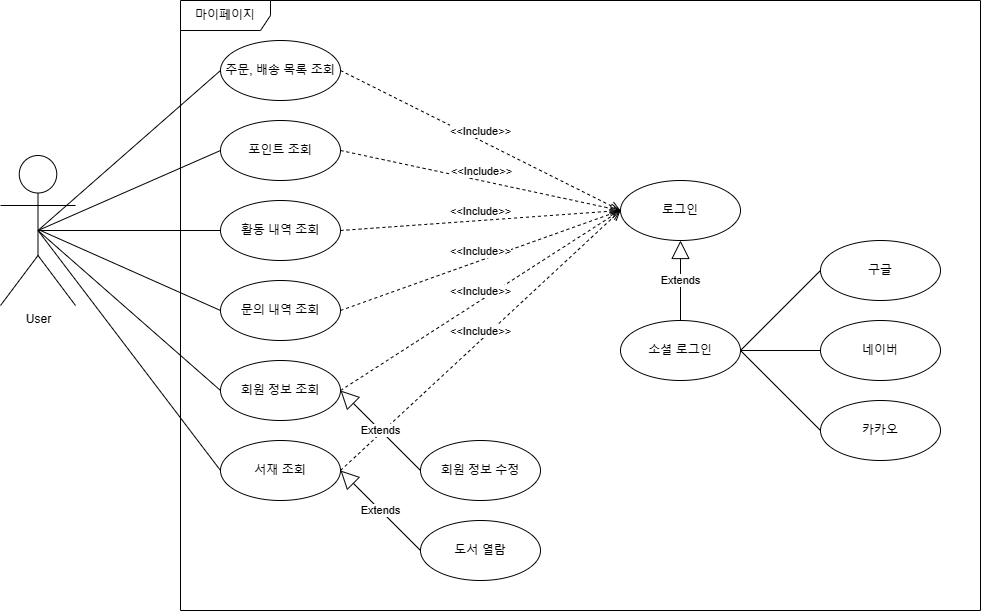 마이페이지
주문, 배송 목록 조회
<<Include>>
포인트 조회
<<Include>>
로그인
활동 내역 조회
<<Include>>
<<Include>>
구글
Extends
문의 내역 조회
<<Include>>
User
<<Include>>
소셜 로그인
네이버
회원 정보 조회
Extends
카카오
서재 조회
회원 정보 수정
Extends
도서 열람